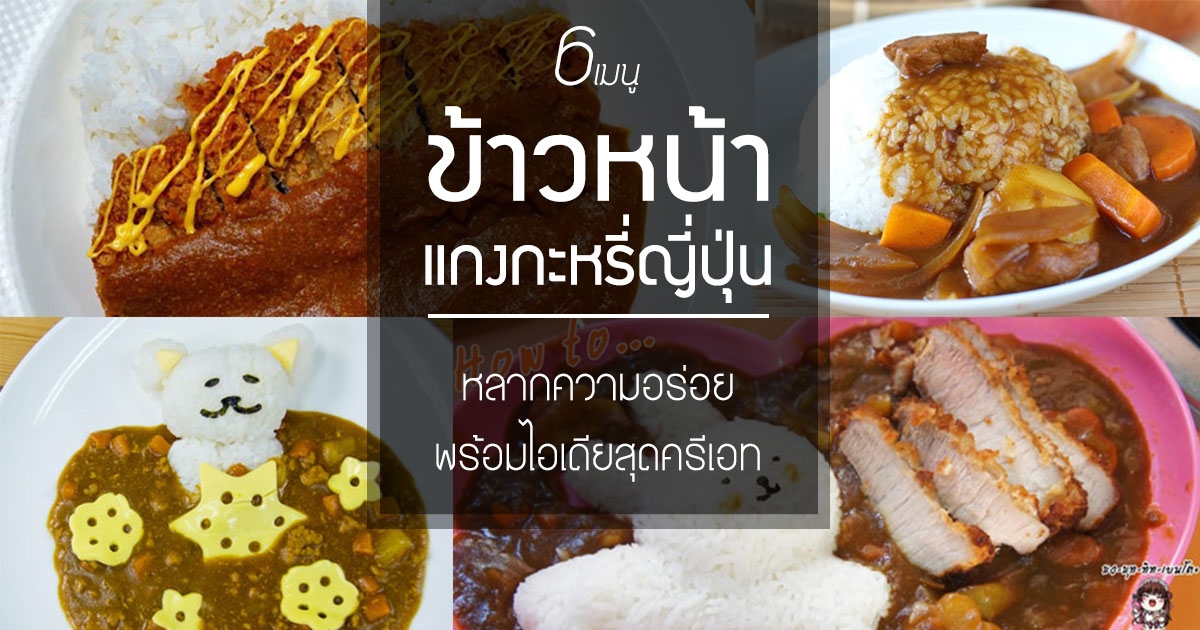 6เมนู
ข้าวหน้า
แกงกะหรี่ญี่ปุ่น
How to...
หลากความอร่อย
พร้อมไอเดียสุดครีเอท